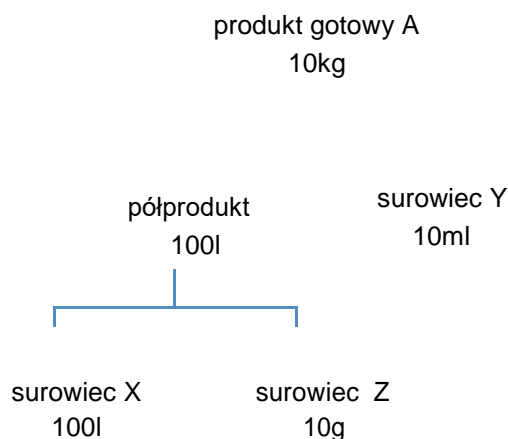 produkt gotowy A
10kg
półprodukt
100l
surowiec Y
10ml
surowiec X
100l
surowiec Z
10g